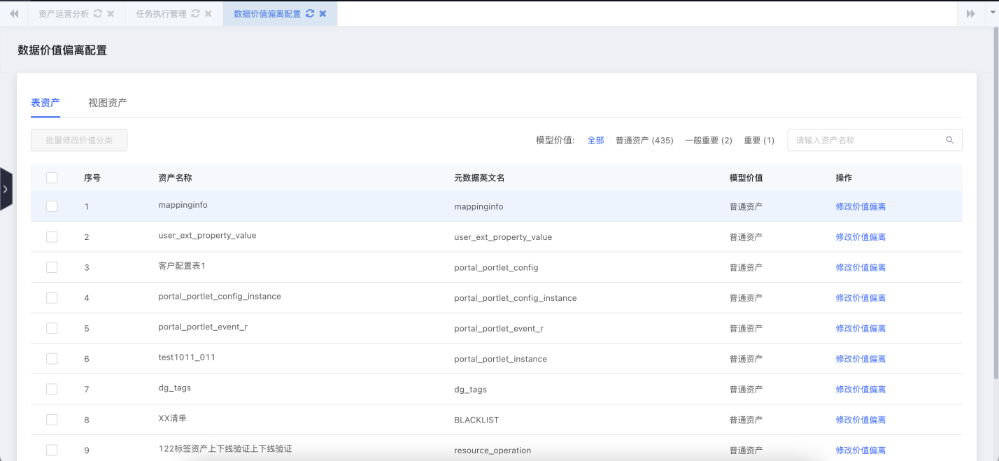 资产运营分析 任务执行管理 数据价值偏离配置
数据价值偏离配置
表资产 视图资产
批量修改价值分类 模型价值: 全部 普通资产 (435) 一般重要 (2) 重要 (1) 请输入资产名称
序号 资产名称 元数据英文名 模型价值 操作
1 mappinginfo mappinginfo 普通资产 修改价值偏离
2 user_ext_property_value user_ext_property_value 普通资产 修改价值偏离
3 客户配置表1 portal_portlet_config 普通资产 修改价值偏离
4 portal_portlet_config_instance portal_portlet_config_instance 普通资产 修改价值偏离
5 portal_portlet_event_r portal_portlet_event_r 普通资产 修改价值偏离
6 test1011_011 portal_portlet_instance 普通资产 修改价值偏离
7 dg_tags dg_tags 普通资产 修改价值偏离
8 XX清单 BLACKLIST 普通资产 修改价值偏离
9 122标签资产上下线验证上下线验证 resource_operation 普通资产 修改价值偏离